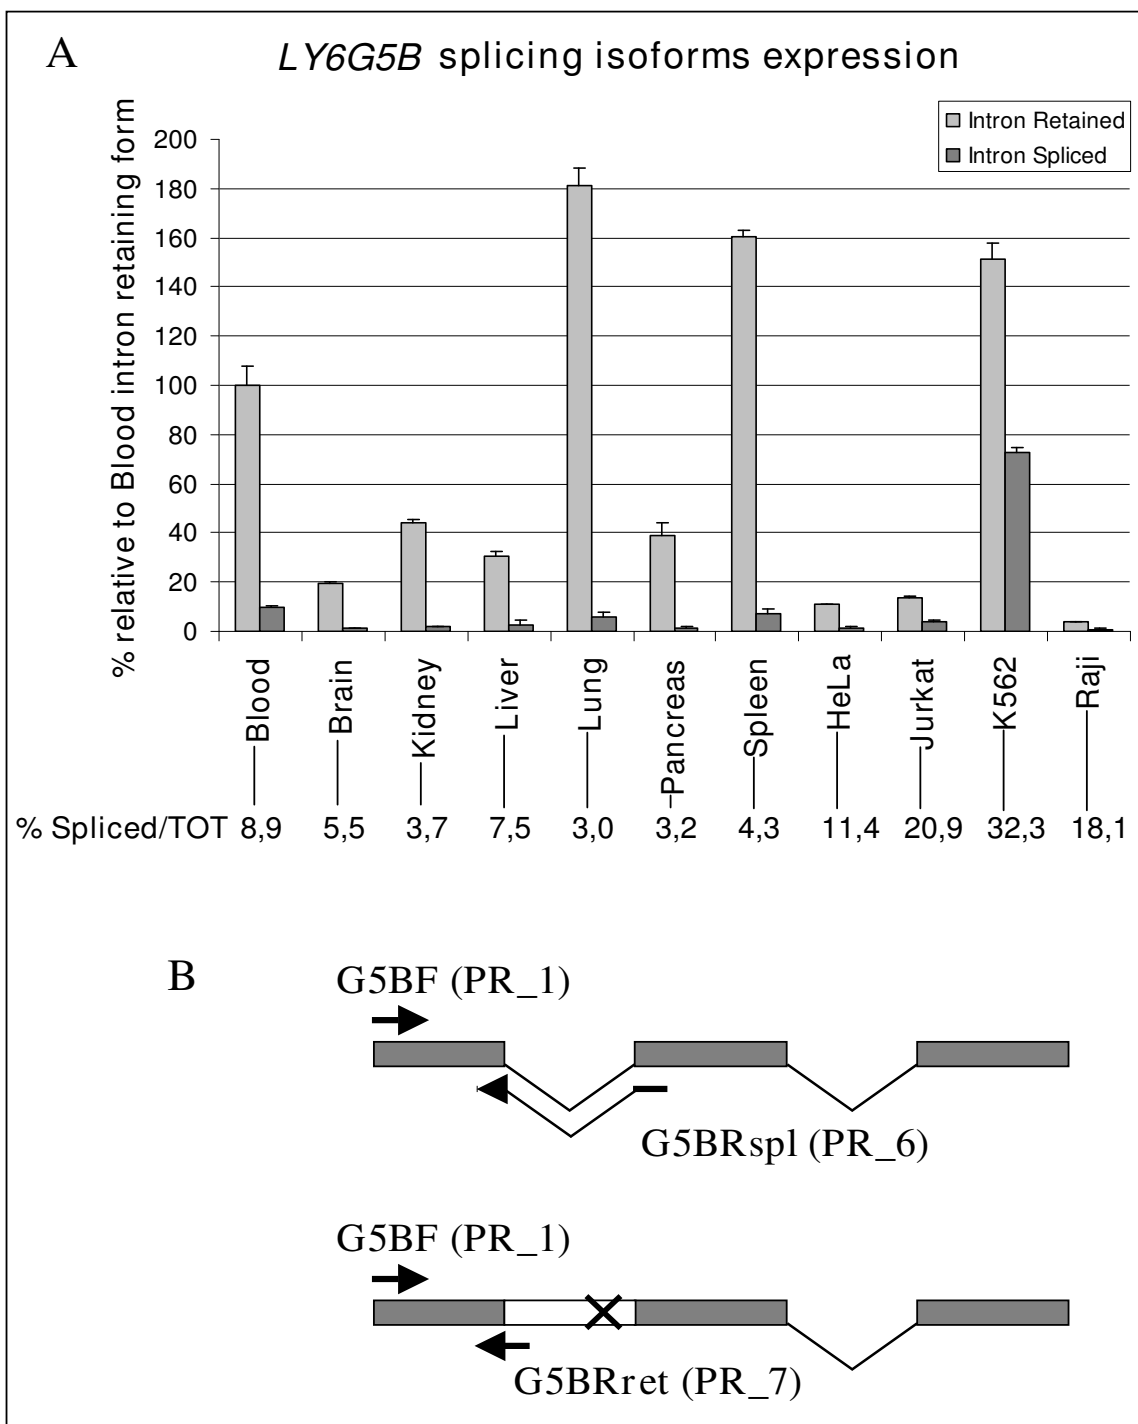 A
LY6G5B splicing isoforms expression
Intron Retained
Intron Spliced
% relative to Blood intron retaining form
200
180
160
140
120
100
80
60
40
20
0
Blood Brain Kidney Liver Lung Pancreas Spleen HeLa Jurkat K562 Raji
% Spliced/TOT 8,9 5,5 3,7 7,5 3,0 3,2 4,3 11,4 20,9 32,3 18,1
B
G5BF (PR_1)
G5BRspl (PR_6)
G5BF (PR_1)
G5BRret (PR_7)